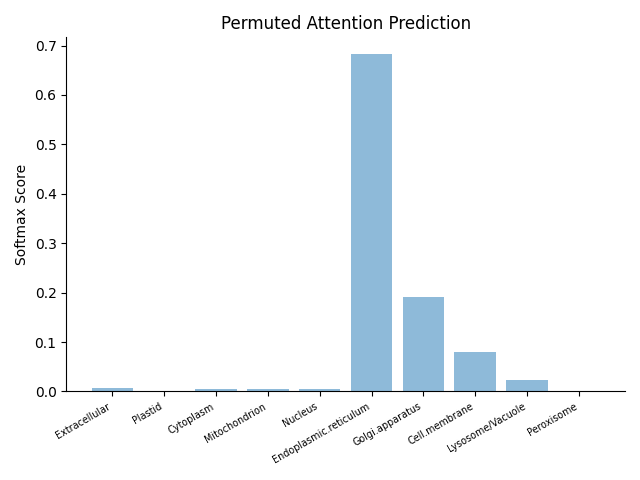 Permuted Attention Prediction
Softmax Score
0.7
0.6
0.5
0.4
0.3
0.2
0.1
0.0
Extracellular
Plastid
Cytoplasm
Mitochondrion
Nucleus
Endoplasmic.reticulum
Golgi.apparatus
Cell.membrane
Lysosome/Vacuole
Peroxisome